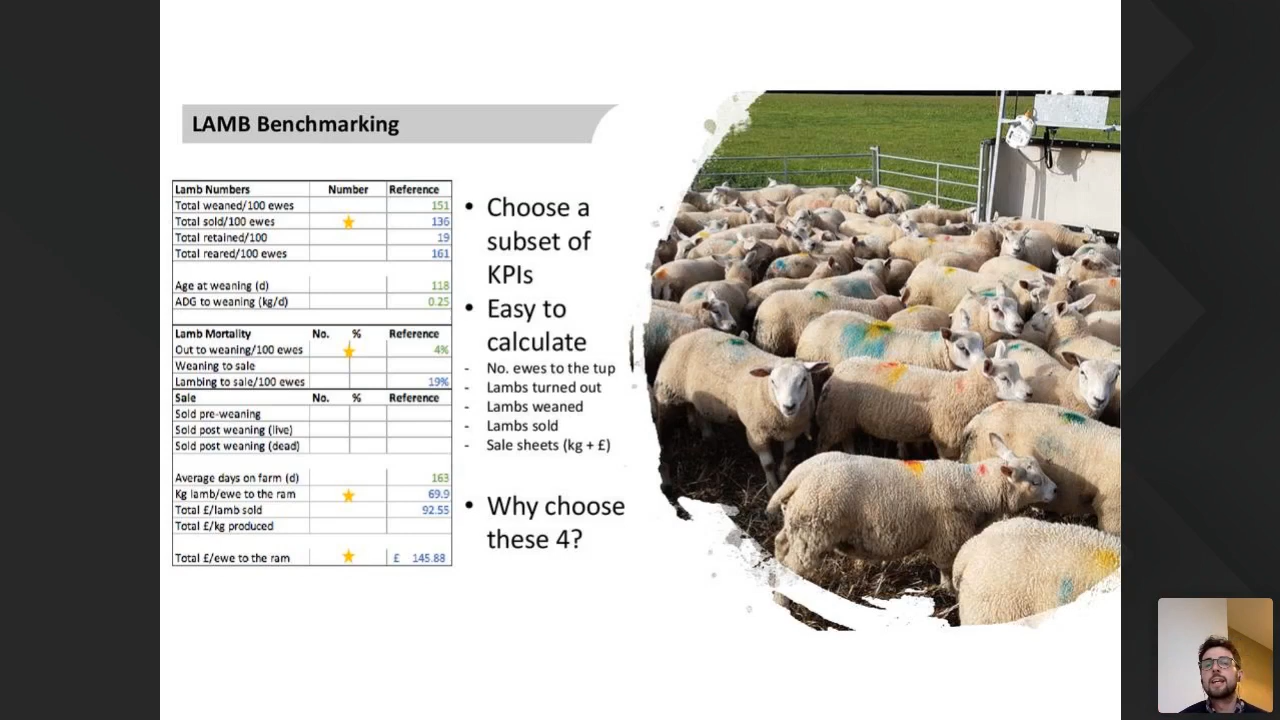 LAMB Benchmarking
Lamb Numbers Number Reference
Total weaned/100 ewes 151
Total sold/100 ewes 136
Total retained/100 19
Total reared/100 ewes 161
Age at weaning (d) 118
ADG to weaning (kg/d) 0.25
Lamb Mortality No. % Reference
Out to weaning/100 ewes 4%
Weaning to sale
Lambing to sale/100 ewes 19%
Sale No. % Reference
Sold pre-weaning
Sold post weaning (live)
Sold post weaning (dead)
Average days on farm (d) 163
Kg lamb/ewe to the ram 69.9
Total £/lamb sold 92.55
Total £/kg produced
Total £/ewe to the ram £ 145.88
• Choose a
subset of
KPIs
• Easy to
calculate
- No. ewes to the tup
- Lambs turned out
- Lambs weaned
- Lambs sold
- Sale sheets (kg + £)
• Why choose
these 4?